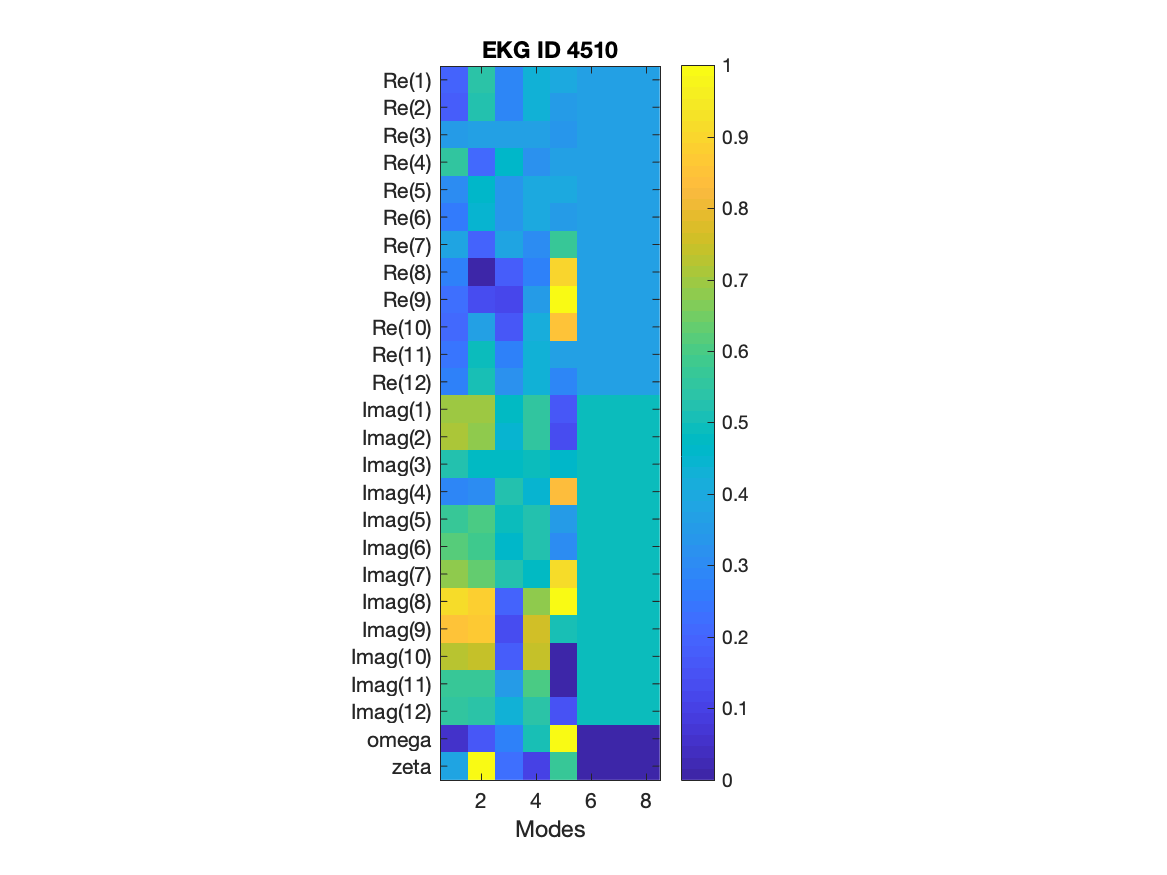 EKG ID 4510
Re(1)
Re(2)
Re(3)
Re(4)
Re(5)
Re(6)
Re(7)
Re(8)
Re(9)
Re(10)
Re(11)
Re(12)
Imag(1)
Imag(2)
Imag(3)
Imag(4)
Imag(5)
Imag(6)
Imag(7)
Imag(8)
Imag(9)
Imag(10)
Imag(11)
Imag(12)
omega
zeta
2 4 6 8
Modes
1
0.9
0.8
0.7
0.6
0.5
0.4
0.3
0.2
0.1
0